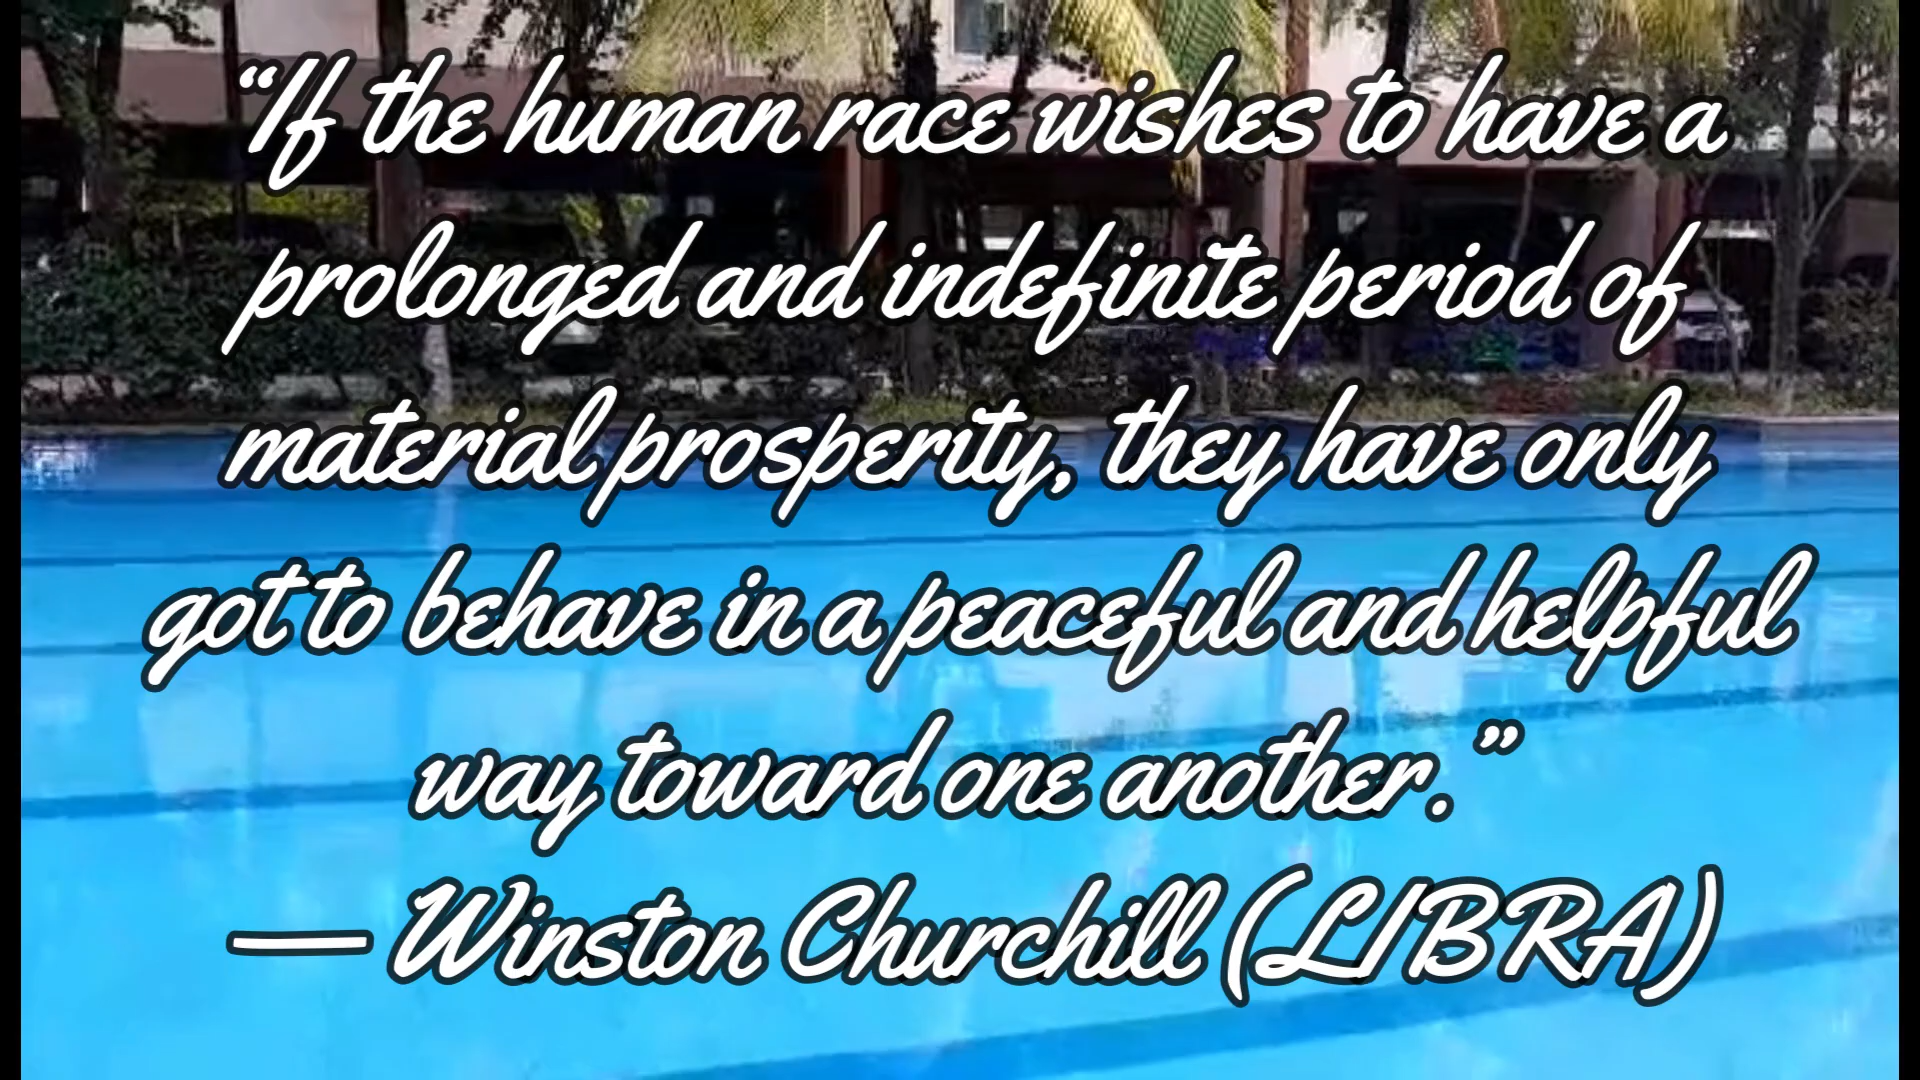 “If the human race wishes to have a
prolonged and indefinite period of
material prosperity, they have only
got to behave in a peaceful and helpful
way toward one another.”
— Winston Churchill (LIBRA)